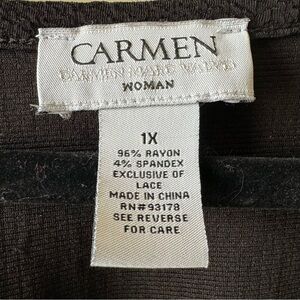 CARMEN
CARMEN MARC VALVO
WOMAN
1X
96% RAYON
4% SPANDEX
EXCLUSIVE OF
LACE
MADE IN CHINA
RN#93178
SEE REVERSE
FOR CARE